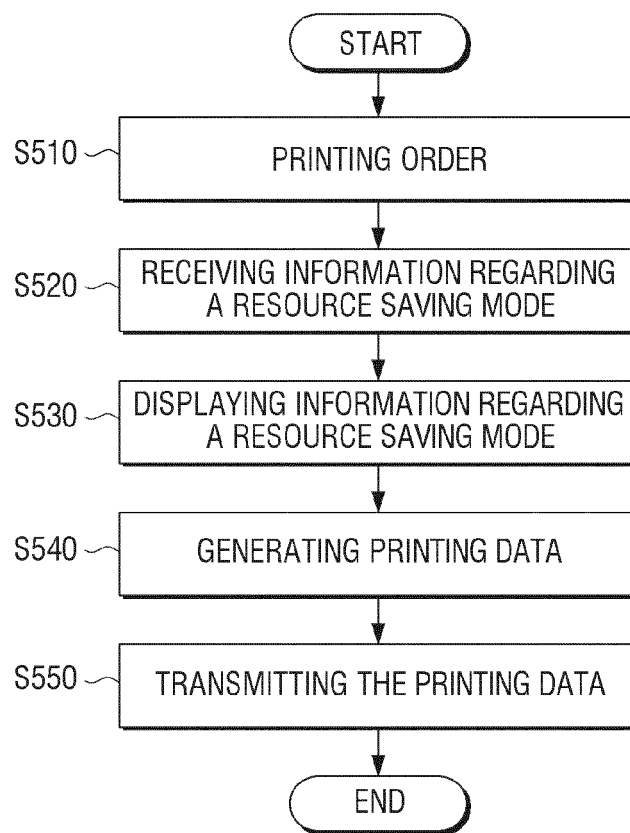 START
S510
PRINTING ORDER
S520
RECEIVING INFORMATION REGARDING
A RESOURCE SAVING MODE
S530
DISPLAYING INFORMATION REGARDING
A RESOURCE SAVING MODE
S540
GENERATING PRINTING DATA
S550
TRANSMITTING THE PRINTING DATA
END